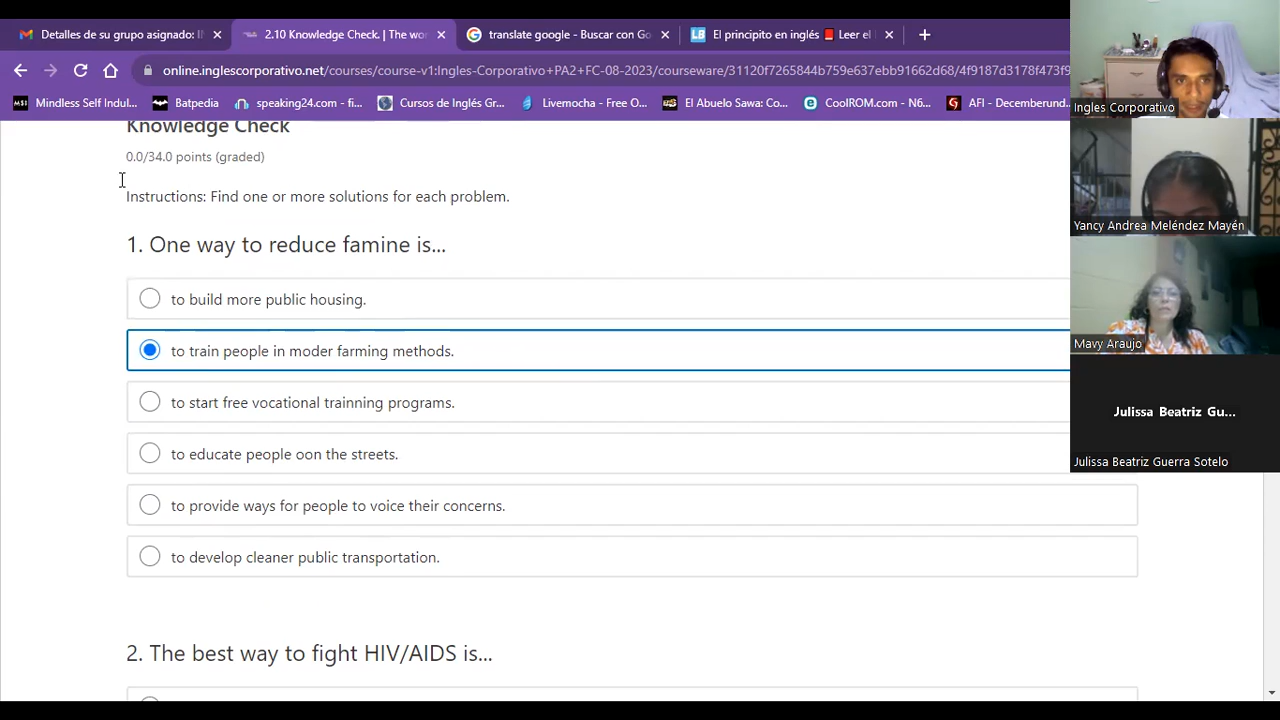 Detalles de su grupo asignado: II
2.10 Knowledge Check. | The wor
translate google - Buscar con Go
El principito en inglés 📕 Leer el
online.inglescorporativo.net/courses/course-v1:Ingles-Corporativo+PA2+FC-08-2023/courseware/31120f7265844b759e637ebb91662d68/4f9187d3178f473f9
Mindless Self Indul...
Batpedia
speaking24.com - fi...
Cursos de Inglés Gr...
Livemocha - Free O...
El Abuelo Sawa: Co...
CoolROM.com - N6...
AFI - Decemberund...
Knowledge Check
0.0/34.0 points (graded)
Instructions: Find one or more solutions for each problem.
1. One way to reduce famine is...
to build more public housing.
to train people in moder farming methods.
to start free vocational trainning programs.
to educate people oon the streets.
to provide ways for people to voice their concerns.
to develop cleaner public transportation.
2. The best way to fight HIV/AIDS is...
Ingles Corporativo
Yancy Andrea Meléndez Mayén
Mavy Araujo
Julissa Beatriz Gu...
Julissa Beatriz Guerra Sotelo